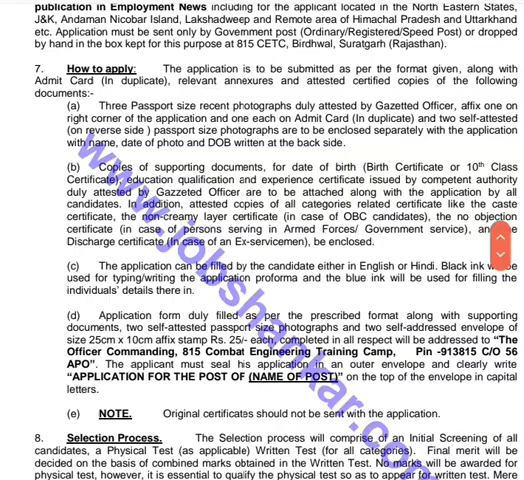 publication in Employment News including for the applicant located in the North Eastern States,
J&K, Andaman Nicobar Island, Lakshadweep and Remote area of Himachal Pradesh and Uttarkhand
etc. Application must be sent only by Government post (Ordinary/Registered/Speed Post) or dropped
by hand in the box kept for this purpose at 815 CETC, Birdhwal, Suratgarh (Rajasthan).
7. How to apply: The application is to be submitted as per the format given, along with
Admit Card (In duplicate), relevant annexures and attested certified copies of the following
documents:-
(a) Three Passport size recent photographs duly attested by Gazetted Officer, affix one on
right corner of the application and one each on Admit Card (In duplicate) and two self-attested
(on reverse side ) passport size photographs are to be enclosed separately with the application
with name, date of photo and DOB written at the back side.
(b) Copies of supporting documents, for date of birth (Birth Certificate or 10th Class
Certificate), education qualification and experience certificate issued by competent authority
duly attested by Gazzeted Officer are to be attached along with the application by all
candidates. In addition, attested copies of all categories related certificate like the caste
certificate, the non-creamy layer certificate (in case of OBC candidates), the no objection
certificate (in case persons serving in Armed Forces/ Government service), an
Discharge certificate (In case of an Ex-servicemen), be enclosed.
(c) The application can be filled by the candidate either in English or Hindi. Black ink
used for typing/writing the application proforma and the blue ink will be used for filling the
individuals' details there in.
(d) Application form duly filled as per the prescribed format along with supporting
documents, two self-attested passport size photographs and two self-addressed envelope of
size 25cm x 10cm affix stamp Rs. 25/- each, completed in all respect will be addressed to "The
Officer Commanding, 815 Combat Engineering Training Camp, Pin -913815 C/O 56
APO". The applicant must seal his application in an outer envelope and clearly write
"APPLICATION FOR THE POST OF (NAME OF POST)" on the top of the envelope in capital
letters.
(e) NOTE. Original certificates should not be sent with the application.
8. Selection Process. The Selection process will comprise of an Initial Screening of all
candidates, a Physical Test (as applicable) Written Test (for all categories). Final merit will be
decided on the basis of combined marks obtained in the Written Test. No marks will be awarded for
physical test, however, it is essential to qualify the physical test so as to appear for written test. Mere
www.jobshankar.com